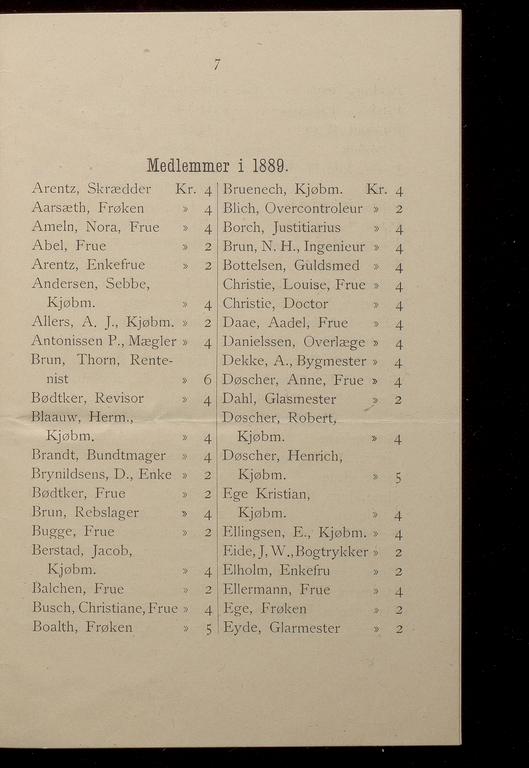 7
Medlemmer i 1889.
Arentz, Skrædder Kr. 4
Aarsæth, Frøken » 4
Ameln, Nora, Frue » 4
Abel, Frue » 2
Arentz, Enkefrue » 2
Andersen, Sebbe,
Kjøbm. » 4
Allers, A. J., Kjøbm. » 2
Antonissen P., Mægler » 4
Brun, Thorn, Rente-
nist » 6
Bødtker, Revisor » 4
Blaauw, Herm.,
Kjøbm. » 4
Brandt, Bundtmager » 4
Brynildsens, D., Enke » 2
Bødtker, Frue » 2
Brun, Rebslager » 4
Bugge, Frue » 2
Berstad, Jacob,
Kjøbm. » 4
Balchen, Frue » 2
Busch, Christiane, Frue » 4
Boalth, Frøken » 5
Bruenech, Kjøbm. Kr. 4
Blich, Overcontroleur » 2
Borch, Justitiarius » 4
Brun, N. H., Ingenieur » 4
Bottelsen, Guldsmed » 4
Christie, Louise, Frue » 4
Christie, Doctor » 4
Daae, Aadel, Frue » 4
Danielssen, Overlæge » 4
Dekke, A., Bygmester » 4
Døscher, Anne, Frue » 4
Dahl, Glasmester » 2
Døscher, Robert,
Kjøbm. » 4
Døscher, Henrich,
Kjøbm. » 5
Ege Kristian,
Kjøbm. » 4
Ellingsen, E., Kjøbm. » 4
Eide, J, W., Bogtrykker » 2
Elholm, Enkefru » 2
Ellermann, Frue » 4
Ege, Frøken » 2
Eyde, Glarmester » 2